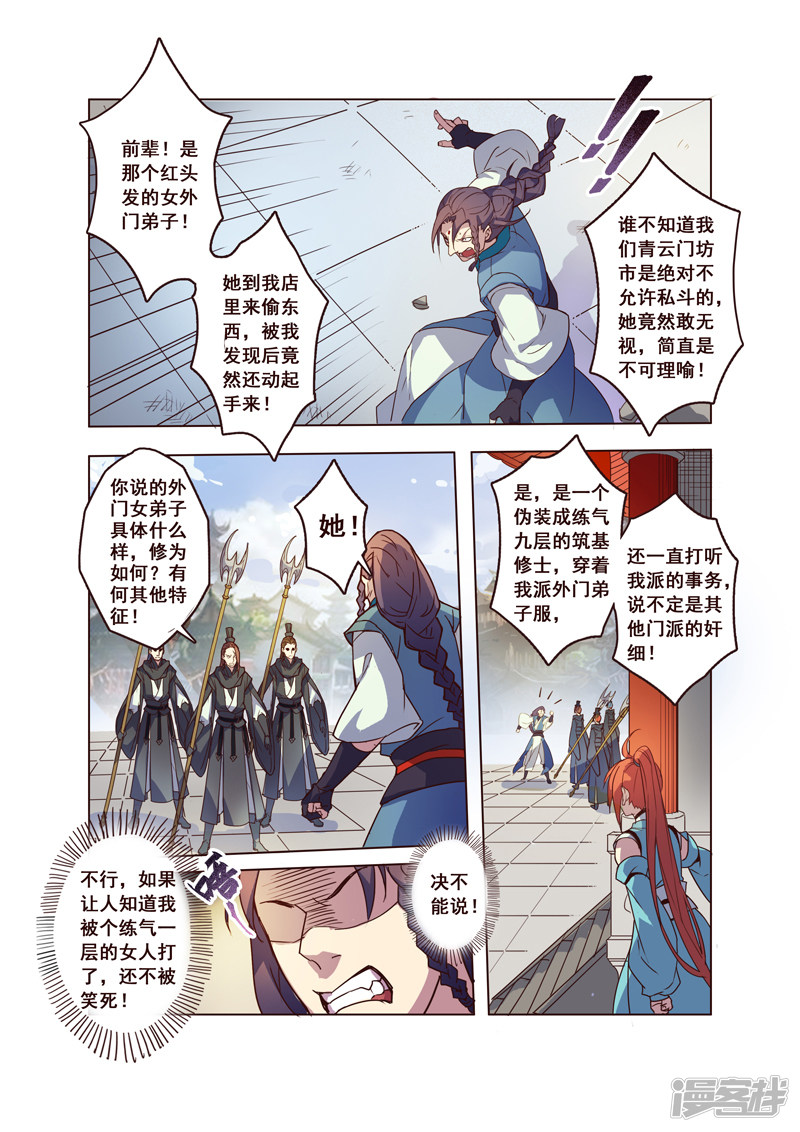 前辈！是
那个红头
发的女外
门弟子！
她到我店
里来偷东
西，被我
发现后竟
然还动起
手来！
！！
谁不知道我
们青云门坊
市是绝对不
允许私斗的，
她竟然敢无
视，简直是
不可理喻！
你说的外
门女弟子
具体什么
样，修为
如何？有
何其他特
征！
她！
是，是一个
伪装成练气
九层的筑基
修士，穿着
我派外门弟
子服，
还一直打听
我派的事务，
说不定是其
他门派的奸
细！
不行，如果
让人知道我
被个练气一
层的女人打
了，还不被
笑死！
唔
决不
能说！
漫客栈